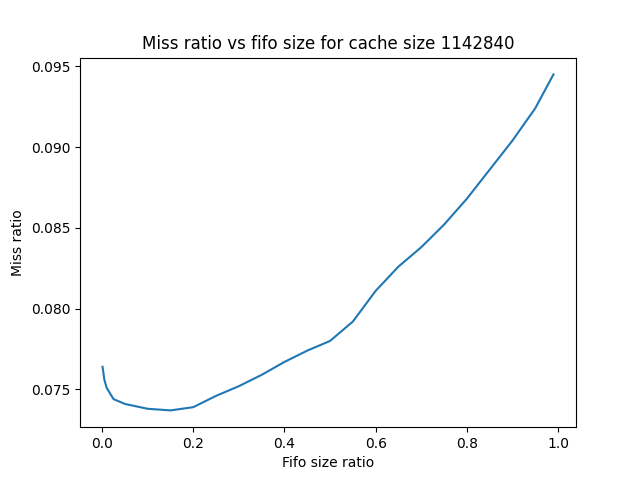 Miss ratio vs fifo size for cache size 1142840
0.095
0.090
0.085
0.080
0.075
Miss ratio
0.0 0.2 0.4 0.6 0.8 1.0
Fifo size ratio